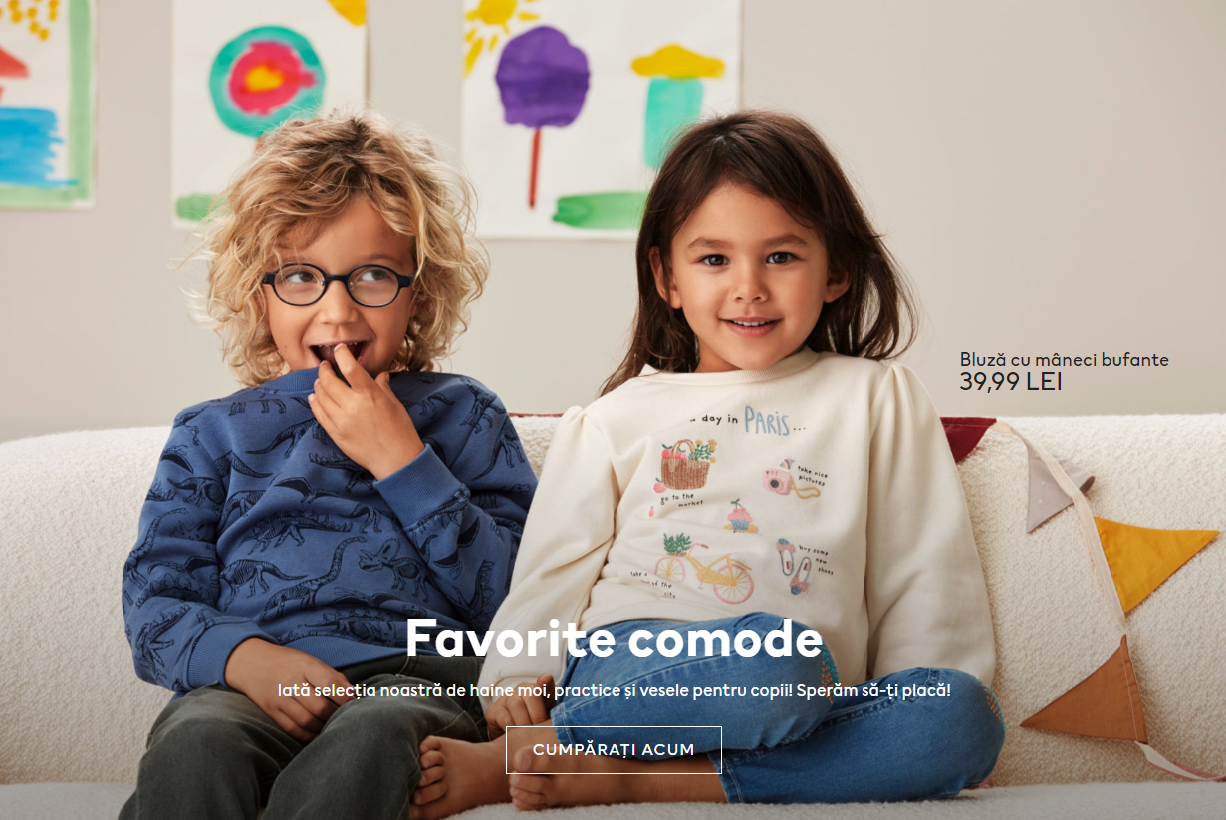 Bluză cu mâneci bufante
39,99 LEI
day in PARIS...
take nice
pictures
go to the
market
buy some
new
shoes
take a
of the
city
Favorite comode
Iată selecția noastră de haine moi, practice și vesele pentru copii! Sperăm să-ți placă!
CUMPĂRAȚI ACUM